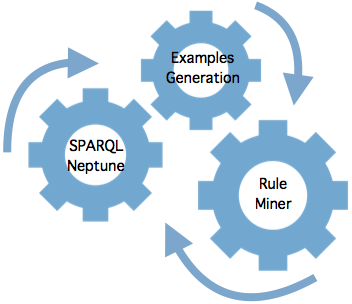 Examples
Generation
SPARQL
Neptune
Rule
Miner